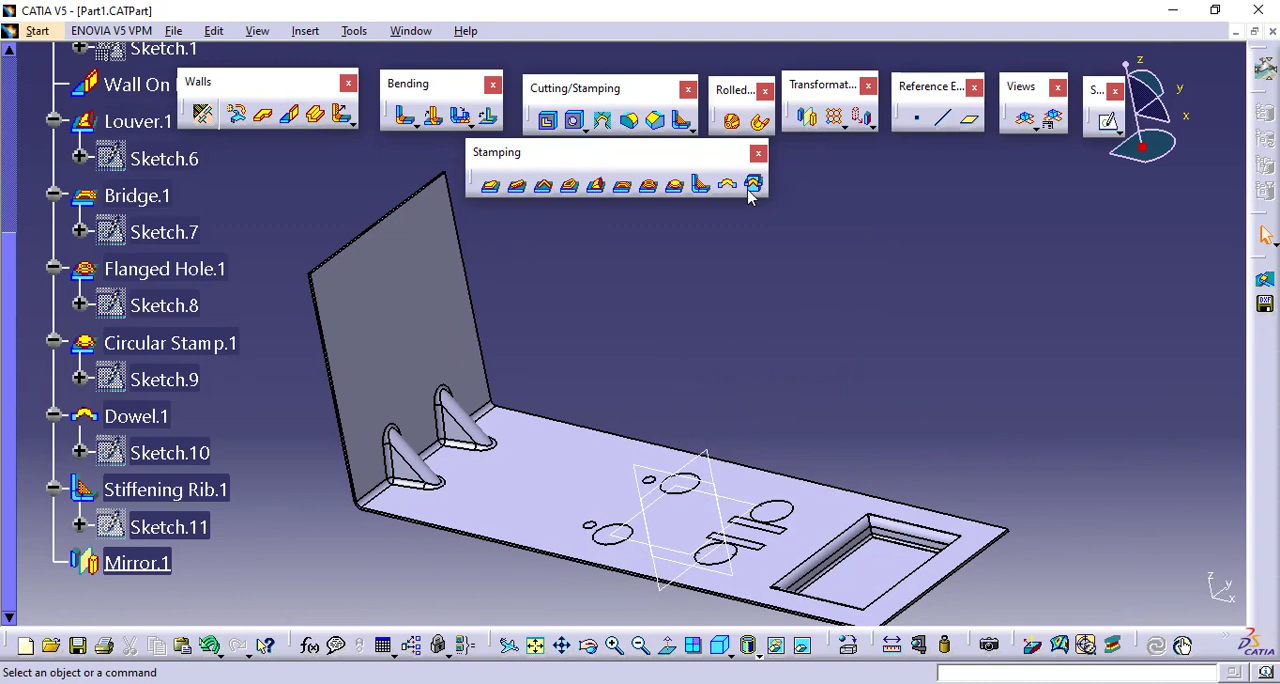 CATIA V5 - [Part1.CATPart]
Start ENOVIA V5 VPM File Edit View Insert Tools Window Help
Sketch.1
Walls
Bending
Cutting/Stamping
Rolled...
Transformat...
Reference E...
Views
S...
Wall On
Louver.1
Stamping
Sketch.6
Bridge.1
Sketch.7
Flanged Hole.1
Sketch.8
Circular Stamp.1
Sketch.9
Dowel.1
Sketch.10
Stiffening Rib.1
Sketch.11
Mirror.1
z
y
x
z
y
x
f(x)
DXF
CATIA
Select an object or a command